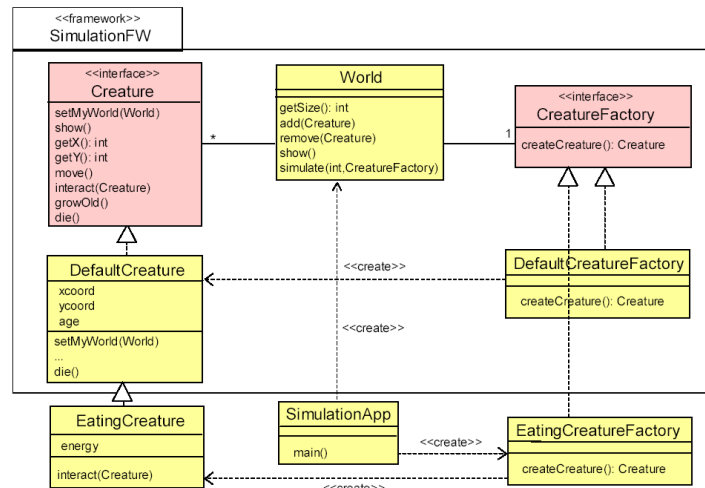 <<framework>>
SimulationFW
<<interface>>
Creature
setMyWorld(World)
show()
getX(): int
getY(): int
move()
interact(Creature)
growOld()
die()
*
World
getSize(): int
add(Creature)
remove(Creature)
show()
simulate(int,CreatureFactory)
1
<<interface>>
CreatureFactory
createCreature(): Creature
DefaultCreature
xcoord
ycoord
age
setMyWorld(World)
...
die()
<<create>>
DefaultCreatureFactory
createCreature(): Creature
<<create>>
EatingCreature
energy
interact(Creature)
SimulationApp
main()
<<create>>
EatingCreatureFactory
createCreature(): Creature
<<create>>